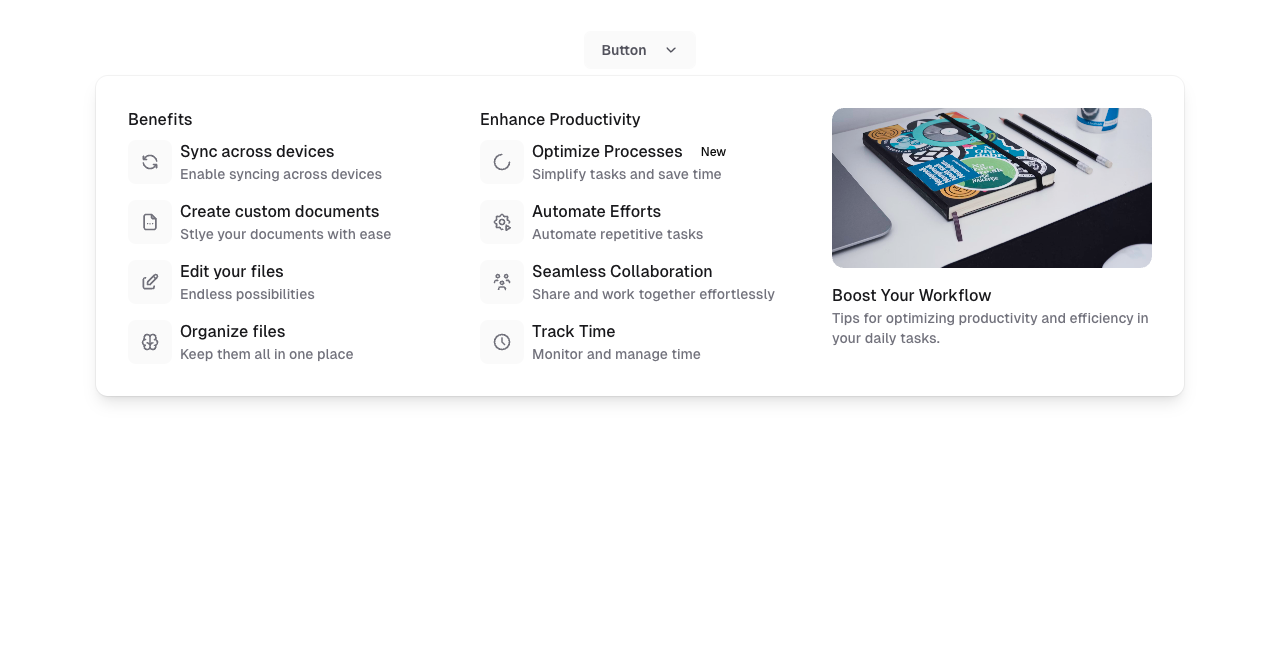 Button
Benefits
Sync across devices
Enable syncing across devices
Create custom documents
Stlye your documents with ease
Edit your files
Endless possibilities
Organize files
Keep them all in one place
Enhance Productivity
Optimize Processes New
Simplify tasks and save time
Automate Efforts
Automate repetitive tasks
Seamless Collaboration
Share and work together effortlessly
Track Time
Monitor and manage time
Boost Your Workflow
Tips for optimizing productivity and efficiency in
your daily tasks.